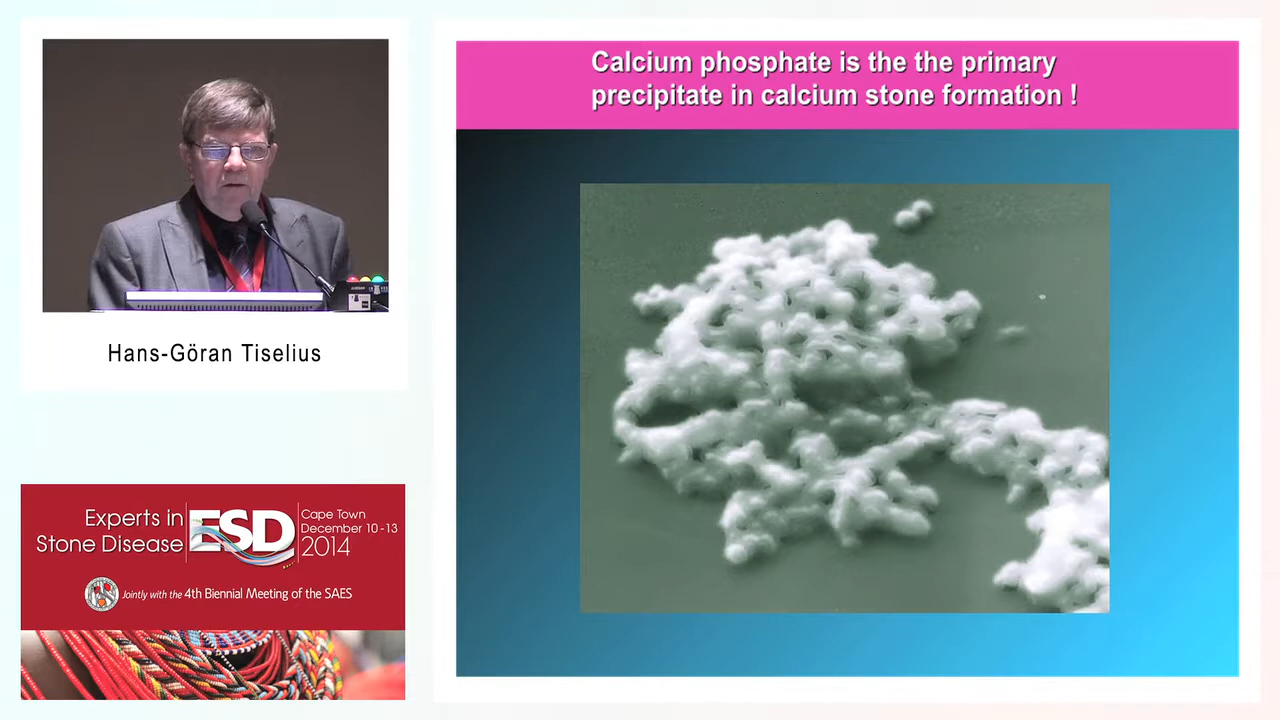 Calcium phosphate is the the primary
precipitate in calcium stone formation !
Hans-Göran Tiselius
Experts in
Stone Disease
ESD
Cape Town
December 10-13
2014
Jointly with the 4th Biennial Meeting of the SAES